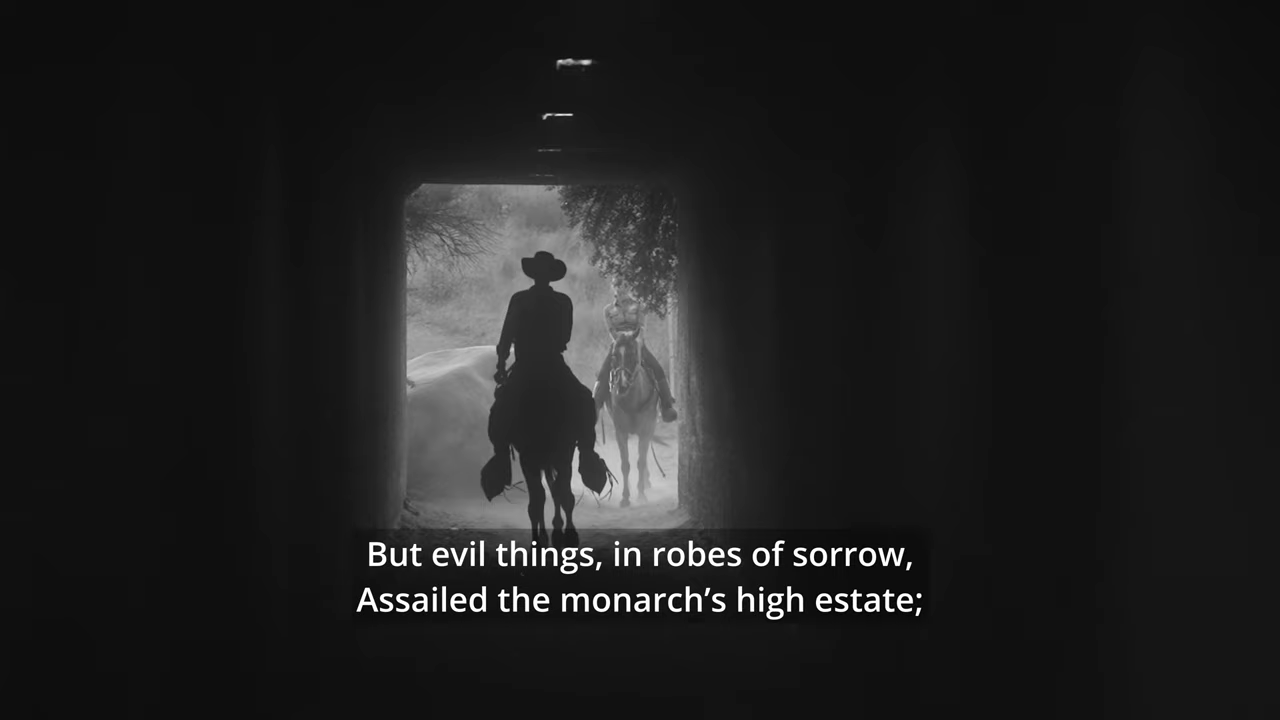 But evil things, in robes of sorrow,
Assailed the monarch’s high estate;